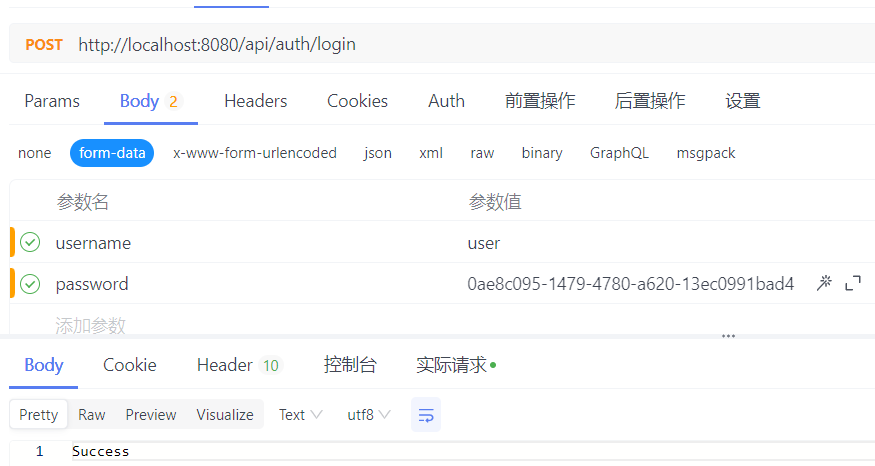 POST http://localhost:8080/api/auth/login
Params Body 2 Headers Cookies Auth 前置操作 后置操作 设置
none form-data x-www-form-urlencoded json xml raw binary GraphQL msgpack
参数名 参数值
username user
password 0ae8c095-1479-4780-a620-13ec0991bad4
添加参数
Body Cookie Header 10 控制台 实际请求
Pretty Raw Preview Visualize Text utf8
1 Success